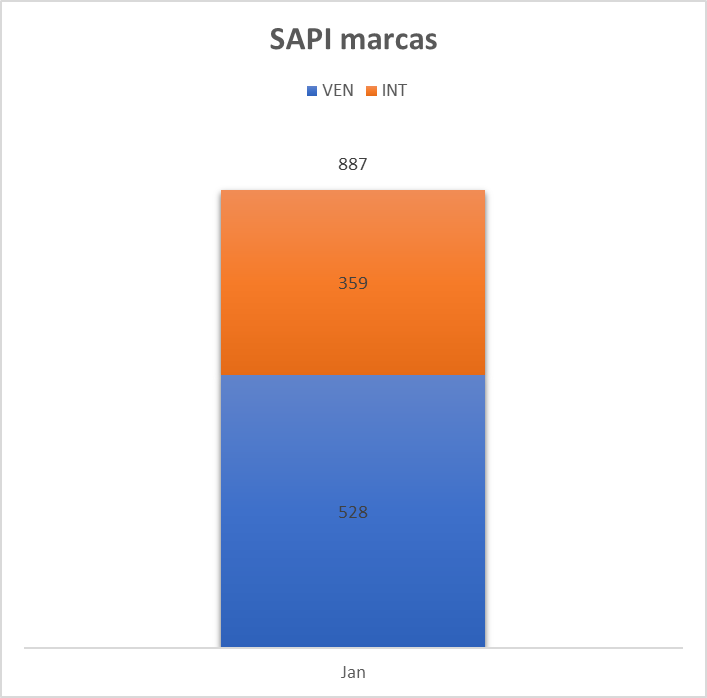 SAPI marcas
VEN INT
887
359
528
Jan